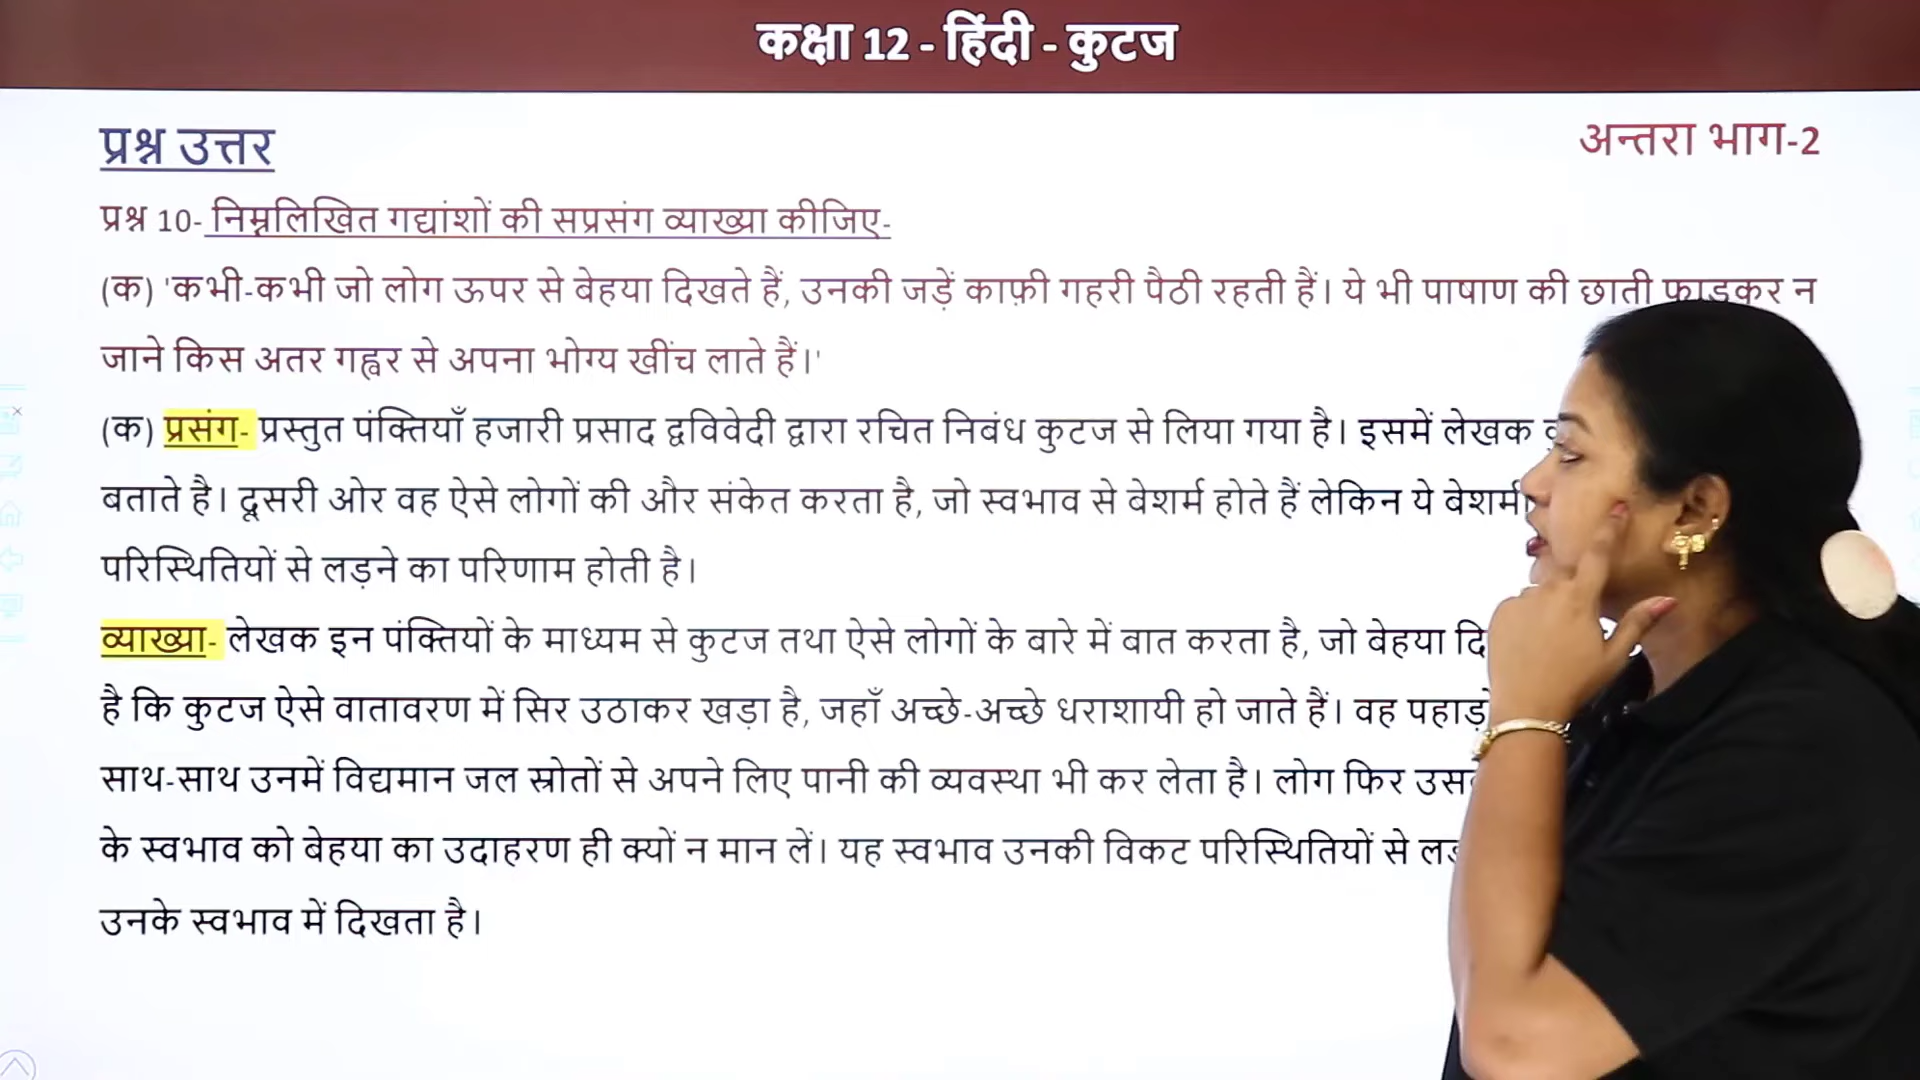 कक्षा 12 - हिंदी - कुटज
प्रश्न उत्तर
अन्तरा भाग-2
प्रश्न 10- निम्नलिखित गद्यांशों की सप्रसंग व्याख्या कीजिए-
(क) 'कभी-कभी जो लोग ऊपर से बेहया दिखते हैं, उनकी जड़ें काफ़ी गहरी पैठी रहती हैं। ये भी पाषाण की छाती फाड़कर न
जाने किस अतर गह्वर से अपना भोग्य खींच लाते हैं।'
(क) प्रसंग- प्रस्तुत पंक्तियाँ हजारी प्रसाद द्वविवेदी द्वारा रचित निबंध कुटज से लिया गया है। इसमें लेखक
बताते है। दूसरी ओर वह ऐसे लोगों की और संकेत करता है, जो स्वभाव से बेशर्म होते हैं लेकिन ये बेशर्मी
परिस्थितियों से लड़ने का परिणाम होती है।
व्याख्या- लेखक इन पंक्तियों के माध्यम से कुटज तथा ऐसे लोगों के बारे में बात करता है, जो बेहया
है कि कुटज ऐसे वातावरण में सिर उठाकर खड़ा है, जहाँ अच्छे-अच्छे धराशायी हो जाते हैं। वह
साथ-साथ उनमें विद्यमान जल स्रोतों से अपने लिए पानी की व्यवस्था भी कर लेता है। लोग फिर
के स्वभाव को बेहया का उदाहरण ही क्यों न मान लें। यह स्वभाव उनकी विकट परिस्थितियों से
उनके स्वभाव में दिखता है।